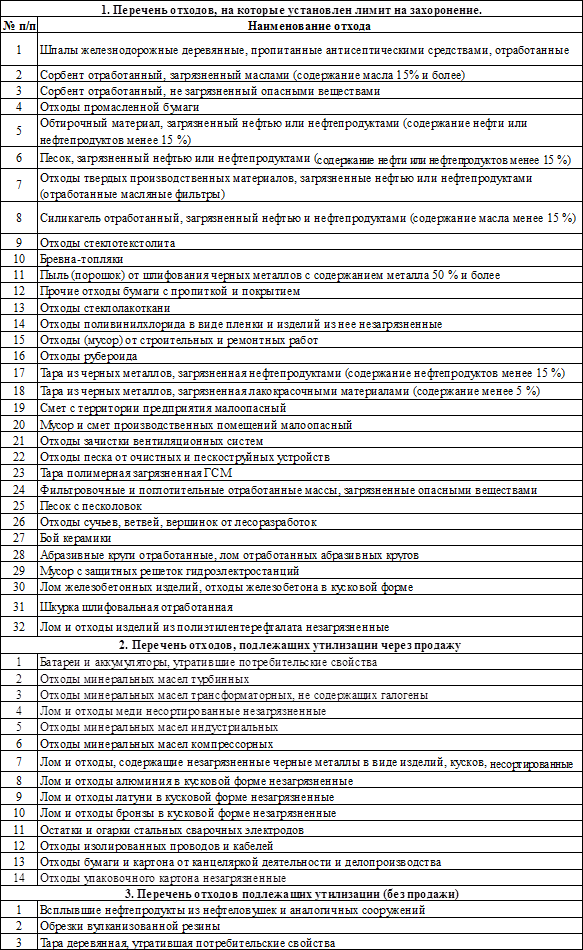 1. Перечень отходов, на которые установлен лимит на захоронение.
№ п/п Наименование отхода
1 Шпалы железнодорожные деревянные, пропитанные антисептическими средствами, отработанные
2 Сорбент отработанный, загрязненный маслами (содержание масла 15% и более)
3 Сорбент отработанный, не загрязненный опасными веществами
4 Отходы промасленной бумаги
5 Обтирочный материал, загрязненный нефтью или нефтепродуктами (содержание нефти или
нефтепродуктов менее 15 %)
6 Песок, загрязненный нефтью или нефтепродуктами (содержание нефти или нефтепродуктов менее 15 %)
7 Отходы твердых производственных материалов, загрязненные нефтью или нефтепродуктами
(отработанные масляные фильтры)
8 Силикагель отработанный, загрязненный нефтью и нефтепродуктами (содержание масла менее 15 %)
9 Отходы стеклотекстолита
10 Бревна-топляки
11 Пыль (порошок) от шлифования черных металлов с содержанием металла 50 % и более
12 Прочие отходы бумаги с пропиткой и покрытием
13 Отходы стеклолакоткани
14 Отходы поливинилхлорида в виде пленки и изделий из нее незагрязненные
15 Отходы (мусор) от строительных и ремонтных работ
16 Отходы рубероида
17 Тара из черных металлов, загрязненная нефтепродуктами (содержание нефтепродуктов менее 15 %)
18 Тара из черных металлов, загрязненная лакокрасочными материалами (содержание менее 5 %)
19 Смет с территории предприятия малоопасный
20 Мусор и смет производственных помещений малоопасный
21 Отходы зачистки вентиляционных систем
22 Отходы песка от очистных и пескоструйных устройств
23 Тара полимерная загрязненная ГСМ
24 Фильтровочные и поглотительные отработанные массы, загрязненные опасными веществами
25 Песок с песколовок
26 Отходы сучьев, ветвей, вершинок от лесоразработок
27 Бой керамики
28 Абразивные круги отработанные, лом отработанных абразивных кругов
29 Мусор с защитных решеток гидроэлектростанций
30 Лом железобетонных изделий, отходы железобетона в кусковой форме
31 Шкурка шлифовальная отработанная
32 Лом и отходы изделий из полиэтилентерефталата незагрязненные
2. Перечень отходов, подлежащих утилизации через продажу
1 Батареи и аккумуляторы, утратившие потребительские свойства
2 Отходы минеральных масел турбинных
3 Отходы минеральных масел трансформаторных, не содержащих галогены
4 Лом и отходы меди несортированные незагрязненные
5 Отходы минеральных масел индустриальных
6 Отходы минеральных масел компрессорных
7 Лом и отходы, содержащие незагрязненные черные металлы в виде изделий, кусков, несортированные
8 Лом и отходы алюминия в кусковой форме незагрязненные
9 Лом и отходы латуни в кусковой форме незагрязненные
10 Лом и отходы бронзы в кусковой форме незагрязненные
11 Остатки и огарки стальных сварочных электродов
12 Отходы изолированных проводов и кабелей
13 Отходы бумаги и картона от канцелярской деятельности и делопроизводства
14 Отходы упаковочного картона незагрязненные
3. Перечень отходов подлежащих утилизации (без продажи)
1 Всплывшие нефтепродукты из нефтеловушек и аналогичных сооружений
2 Обрезки вулканизованной резины
3 Тара деревянная, утратившая потребительские свойства